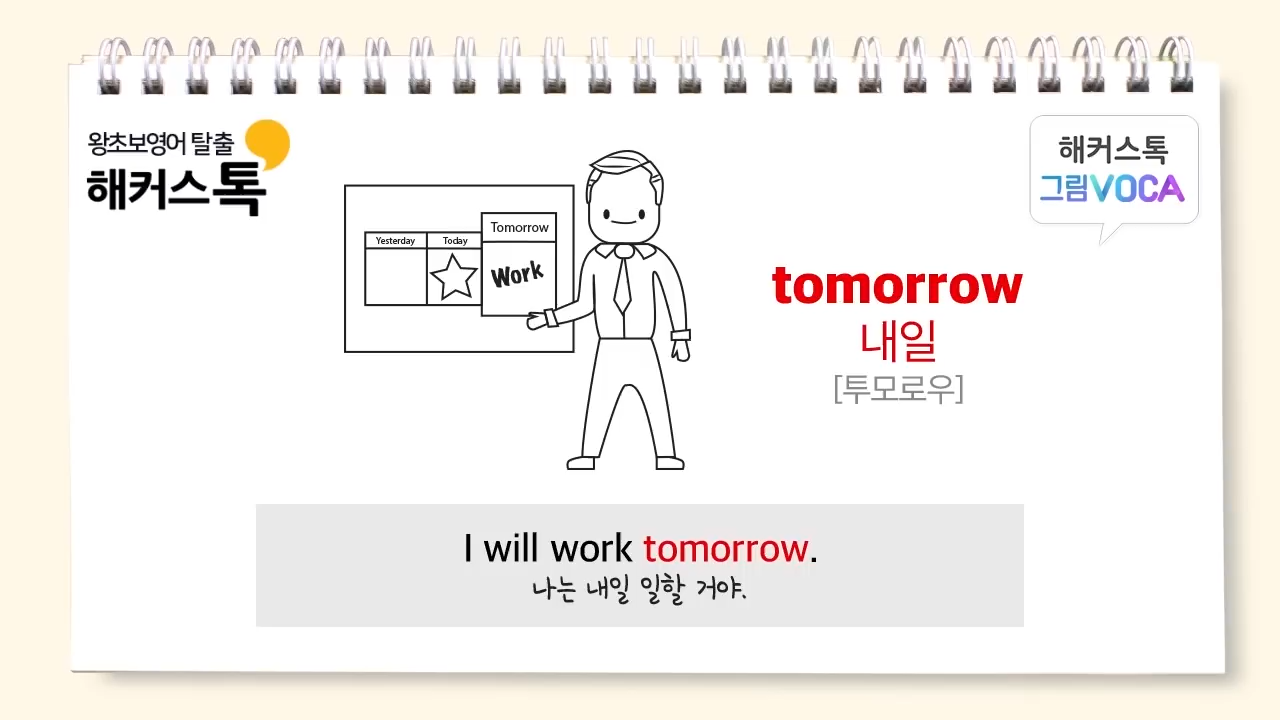 왕초보영어 탈출
해커스톡
해커스톡
그림VOCA
Yesterday
Today
Tomorrow
Work
tomorrow
내일
[투모로우]
I will work tomorrow.
나는 내일 일할 거야.